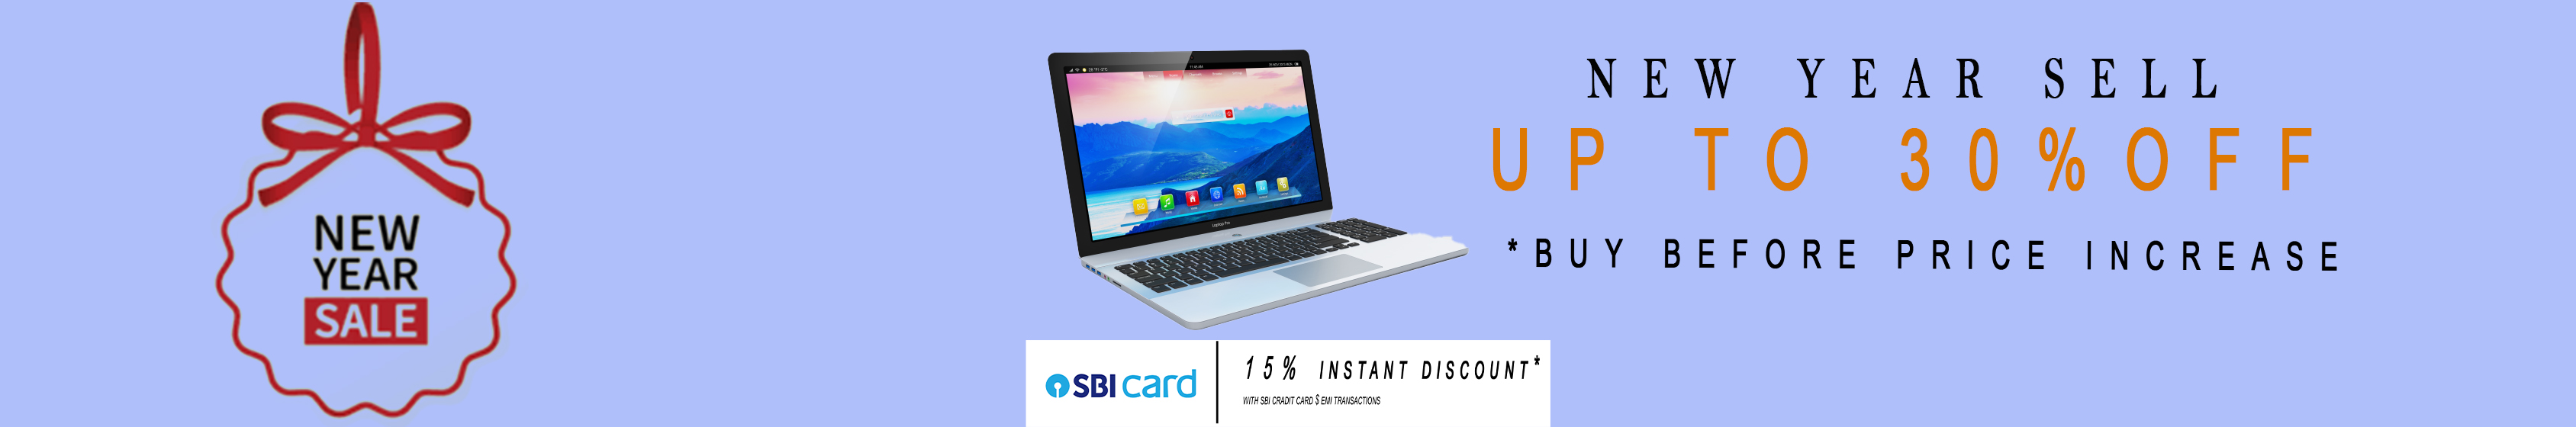 NEW
YEAR
SALE
NEW YEAR SELL
UP TO 30%OFF
*BUY BEFORE PRICE INCREASE
SBI card
15% INSTANT DISCOUNT*
WITH SBI CRADIT CARD $ EMI TRANSACTIONS